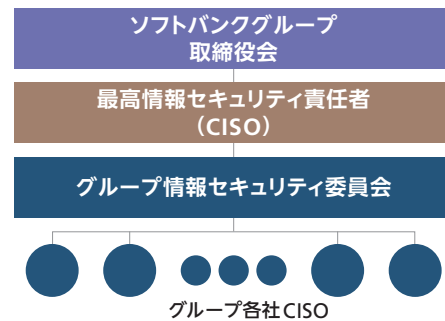 ソフトバンクグループ
取締役会
最高情報セキュリティ責任者
（CISO）
グループ情報セキュリティ委員会
グループ各社CISO